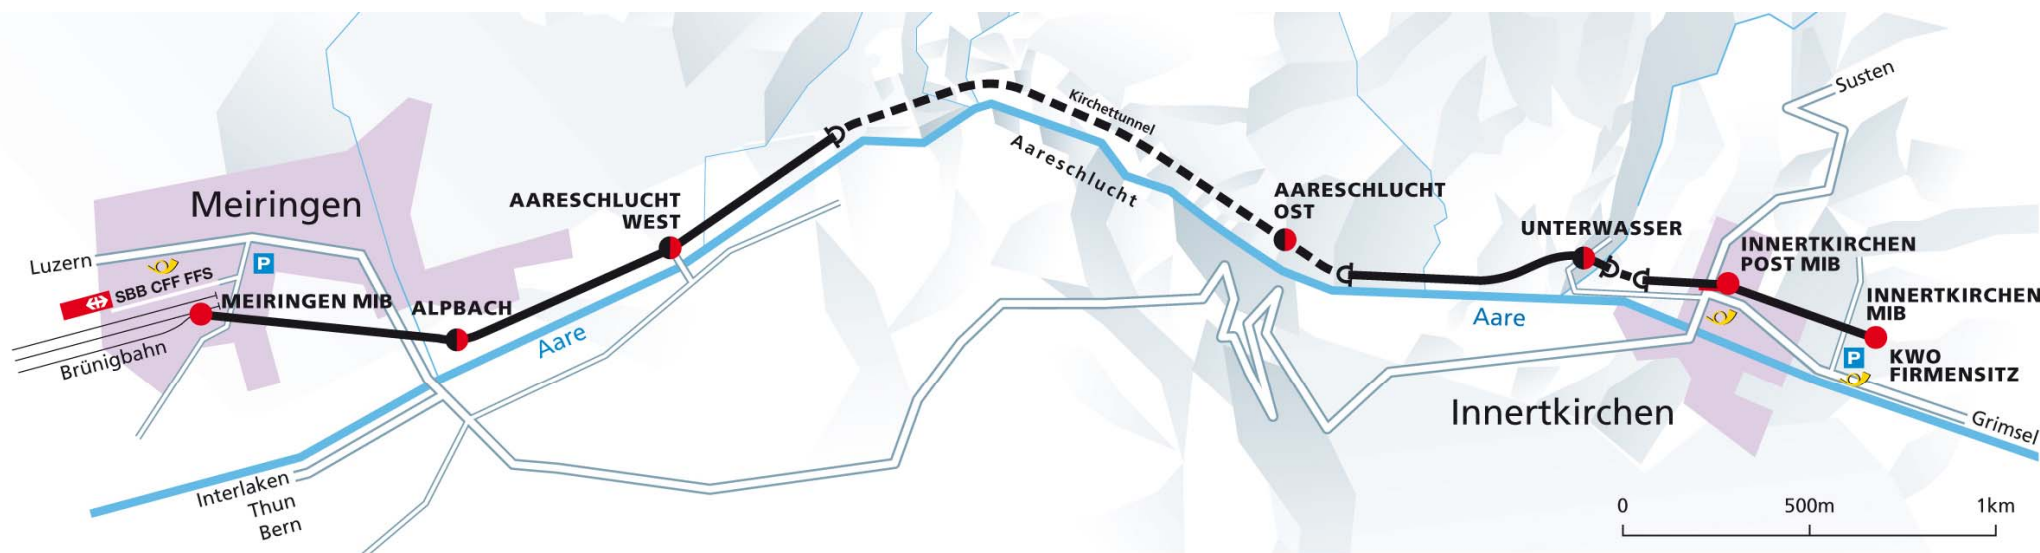 Meiringen
Luzern
P
SBB CFF FFS
MEIRINGEN MIB
Brünigbahn
ALPBACH
AARESCHLUCHT
WEST
Aare
Interlaken
Thun
Bern
Kirchettunnel
Aareschlucht
AARESCHLUCHT
OST
UNTERWASSER
Aare
Susten
INNERTKIRCHEN
POST MIB
INNERTKIRCHEN
MIB
P
KWO
FIRMENSITZ
Innertkirchen
Grimsel
0
500m
1km